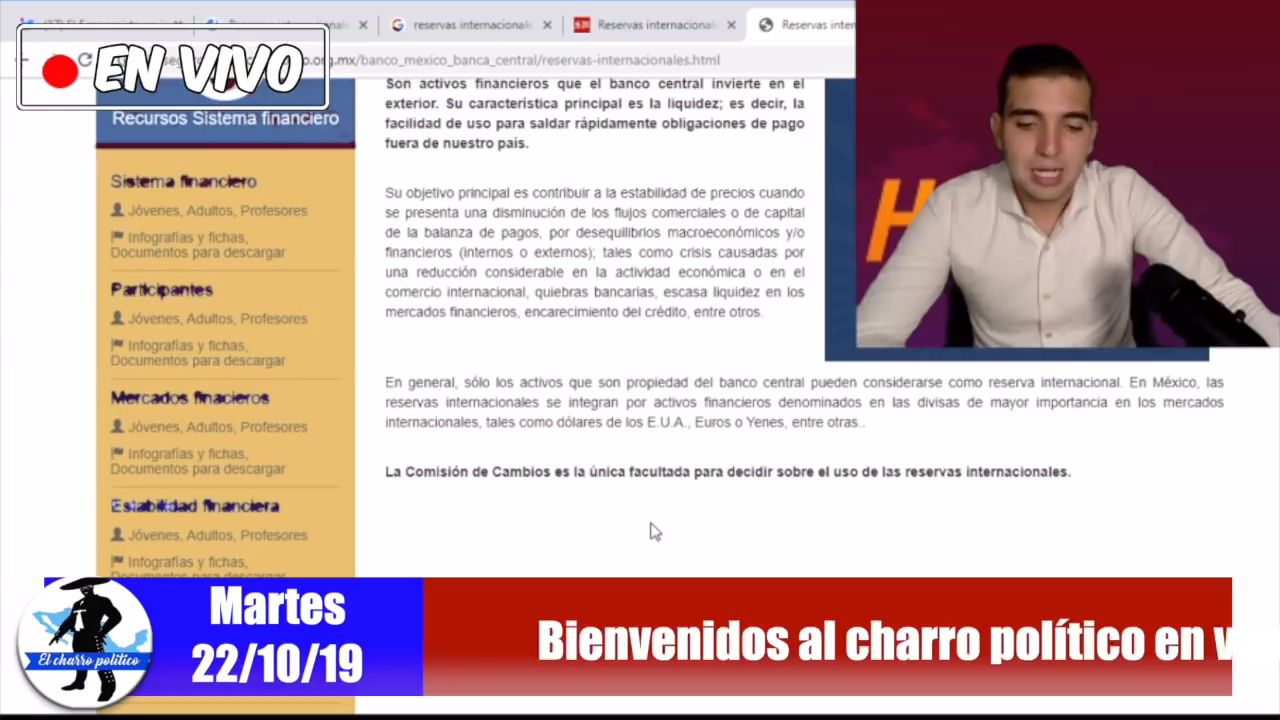 reservas internacional
Reservas internacional
Reservas inter
EN VIVO
.org.mx/banco_mexico_banca_central/reservas-internacionales.html
Recursos Sistema financiero
Sistema financiero
Jóvenes, Adultos, Profesores
Infografías y fichas,
Documentos para descargar
Participantes
Jóvenes, Adultos, Profesores
Infografías y fichas,
Documentos para descargar
Mercados finacieros
Jóvenes, Adultos, Profesores
Infografías y fichas,
Documentos para descargar
Estabilidad financiera
Jóvenes, Adultos, Profesores
Infografías y fichas,
Documentos para descargar
Son activos financieros que el banco central invierte en el
exterior. Su característica principal es la liquidez; es decir, la
facilidad de uso para saldar rápidamente obligaciones de pago
fuera de nuestro país.
Su objetivo principal es contribuir a la estabilidad de precios cuando
se presenta una disminución de los flujos comerciales o de capital
de la balanza de pagos, por desequilibrios macroeconómicos y/o
financieros (internos o externos); tales como crisis causadas por
una reducción considerable en la actividad económica o en el
comercio internacional, quiebras bancarias, escasa liquidez en los
mercados financieros, encarecimiento del crédito, entre otros.
En general, sólo los activos que son propiedad del banco central pueden considerarse como reserva internacional. En México, las
reservas internacionales se integran por activos financieros denominados en las divisas de mayor importancia en los mercados
internacionales, tales como dólares de los E.U.A., Euros o Yenes, entre otras..
La Comisión de Cambios es la única facultada para decidir sobre el uso de las reservas internacionales.
H
El charro politico
Martes
22/10/19
Bienvenidos al charro político en v